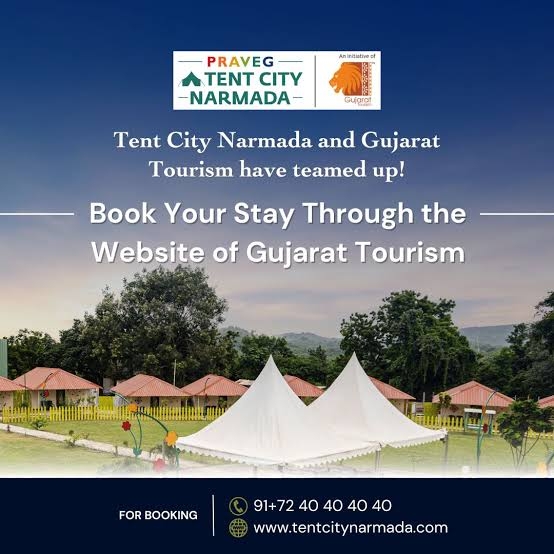 PRAVEG
TENT CITY
NARMADA
An Initiative of
Gujarat
Tourism
Tent City Narmada and Gujarat
Tourism have teamed up!
Book Your Stay Through the
Website of Gujarat Tourism
FOR BOOKING
91+72 40 40 40 40
www.tentcitynarmada.com